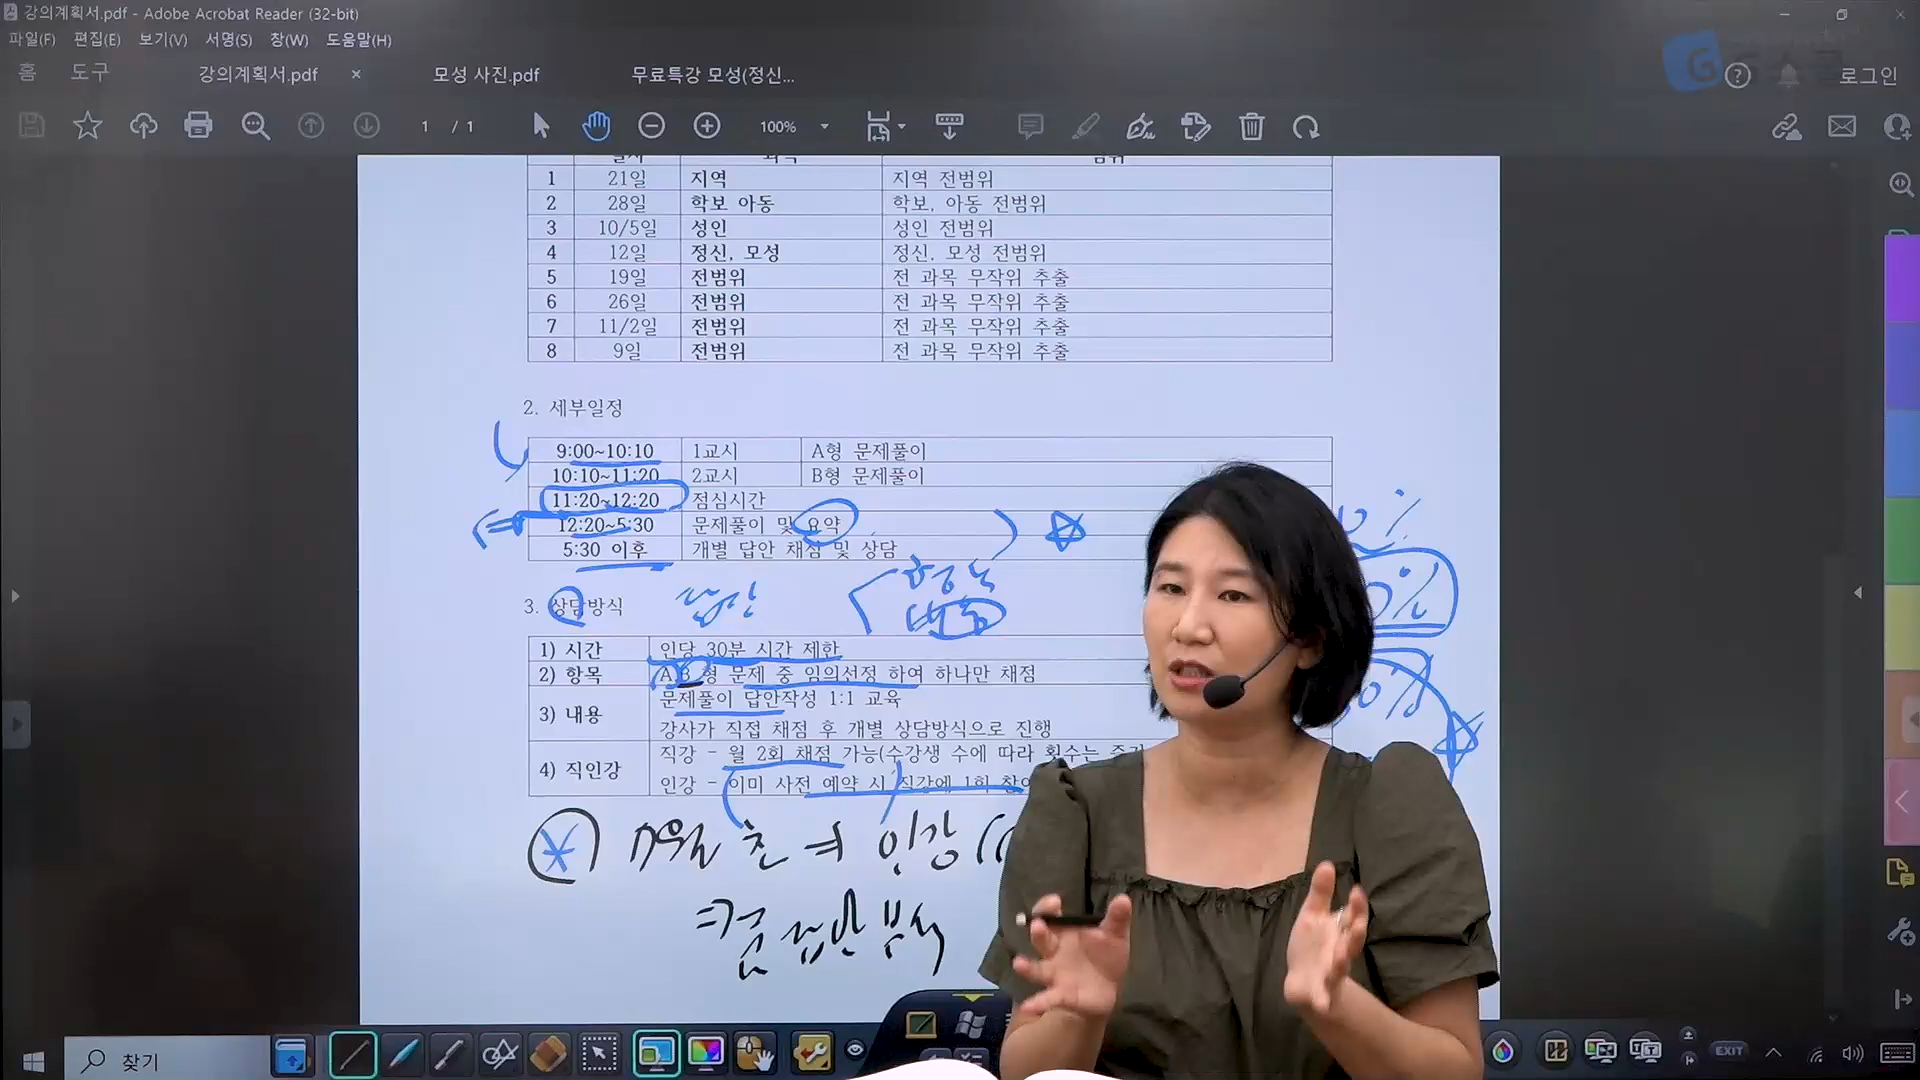 강의계획서.pdf - Adobe Acrobat Reader (32-bit)
파일(F) 편집(E) 보기(V) 서명(S) 창(W) 도움말(H)
홈 도구 강의계획서.pdf × 모성 사진.pdf 무료특강 모성(정신... 로그인
1 / 1 100%
1 21일 지역 지역 전범위
2 28일 학보 아동 학보, 아동 전범위
3 10/5일 성인 성인 전범위
4 12일 정신, 모성 정신, 모성 전범위
5 19일 전범위 전 과목 무작위 추출
6 26일 전범위 전 과목 무작위 추출
7 11/2일 전범위 전 과목 무작위 추출
8 9일 전범위 전 과목 무작위 추출
2. 세부일정
9:00~10:10 1교시 A형 문제풀이
10:10~11:20 2교시 B형 문제풀이
11:20~12:20 점심시간
12:20~5:30 문제풀이 및 요약
5:30 이후 개별 답안 채점 및 상담
3. 상담방식
답안
1) 시간 인당 30분 시간 제한
2) 항목 A,B 형 문제 중 임의선정 하여 하나만 채점
3) 내용 문제풀이 답안작성 1:1 교육
강사가 직접 채점 후 개별 상담방식으로 진행
4) 직인강 직강 - 월 2회 채점 가능(수강생 수에 따라 횟수는 증가
인강 - 이미 사전 예약 시 직강에 1회 참여
초 ⇒ 인강
답안 분석
찾기
EXIT